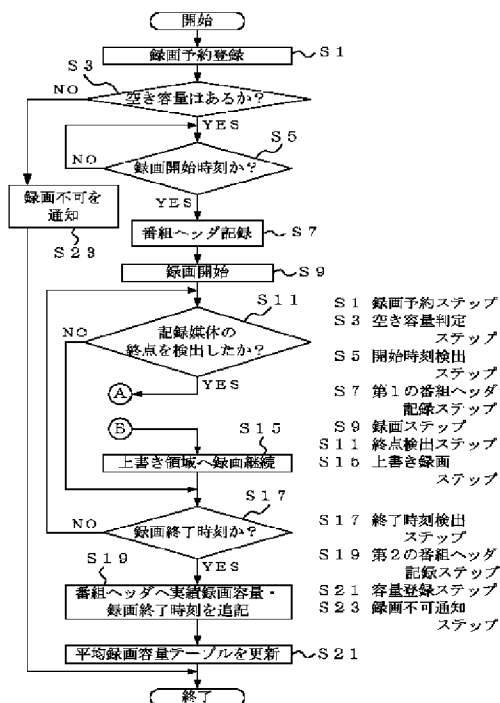 開始
録画予約登録
S1
S3
空き容量はあるか？
NO
YES
S5
録画開始時刻か？
NO
YES
録画不可を
通知
S23
番組ヘッダ記録
S7
録画開始
S9
S11
記録媒体の
終点を検出したか？
NO
YES
A
B
S15
上書き領域へ録画継続
S17
録画終了時刻か？
NO
YES
S19
番組ヘッダへ実績録画容量・
録画終了時刻を追記
平均録画容量テーブルを更新
S21
終了
S1 録画予約ステップ
S3 空き容量判定
ステップ
S5 開始時刻検出
ステップ
S7 第1の番組ヘッダ
記録ステップ
S9 録画ステップ
S11 終点検出ステップ
S15 上書き録画
ステップ
S17 終了時刻検出
ステップ
S19 第2の番組ヘッダ
記録ステップ
S21 容量登録ステップ
S23 録画不可通知
ステップ